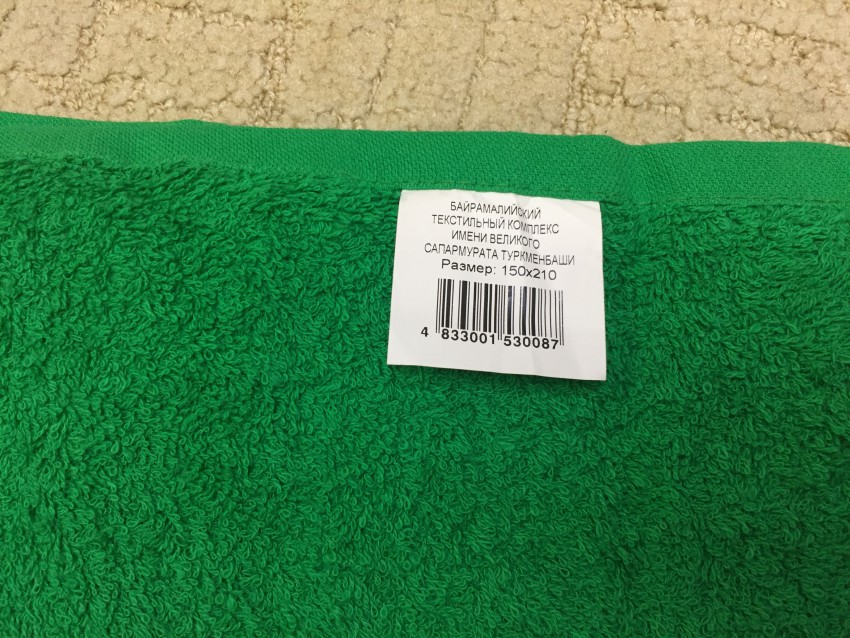 БАЙРАМАЛИЙСКИЙ
ТЕКСТИЛЬНЫЙ КОМПЛЕКС
ИМЕНИ ВЕЛИКОГО
САПАРМУРАТА ТУРКМЕНБАШИ
Размер: 150x210
4 833001 530087